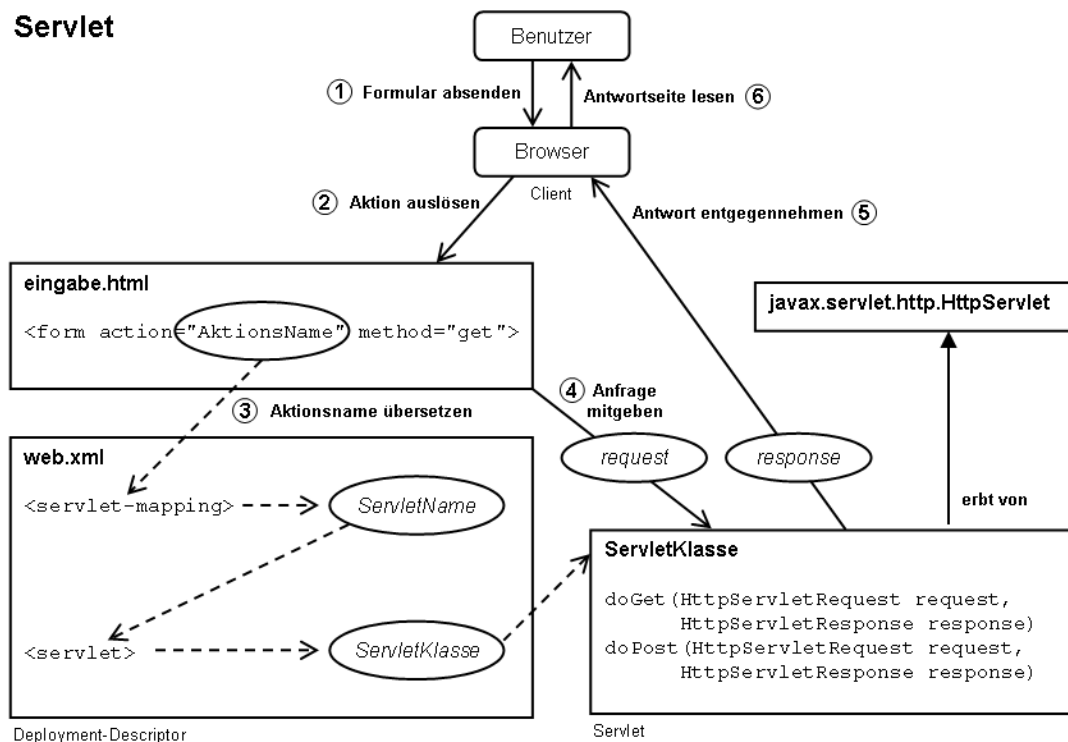 Servlet
Benutzer
1 Formular absenden
Antwortseite lesen 6
Browser
Client
2 Aktion auslösen
Antwort entgegennehmen 5
eingabe.html
<form action="AktionsName" method="get">
javax.servlet.http.HttpServlet
3 Aktionsname übersetzen
4 Anfrage
mitgeben
web.xml
request
response
<servlet-mapping>
ServletName
erbt von
ServletKlasse
doGet(HttpServletRequest request,
HttpServletResponse response)
doPost(HttpServletRequest request,
HttpServletResponse response)
<servlet>
ServletKlasse
Deployment-Descriptor
Servlet